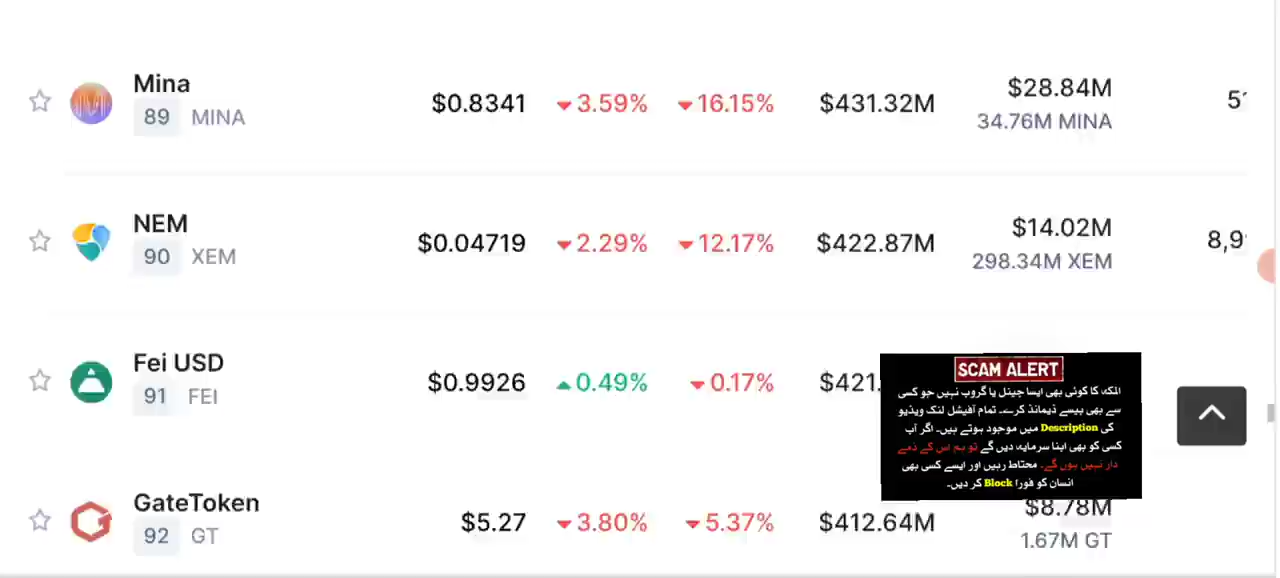 Mina
89 MINA
$0.8341
3.59%
16.15%
$431.32M
$28.84M
34.76M MINA
NEM
90 XEM
$0.04719
2.29%
12.17%
$422.87M
$14.02M
298.34M XEM
8,9
Fei USD
91 FEI
$0.9926
0.49%
0.17%
$421.
SCAM ALERT
المکہ کا کوئی بھی ایسا چینل یا گروپ نہیں جو کسی
سے بھی پیسے ڈیمانڈ کرے۔ تمام آفیشل لنک ویڈیو
کی Description میں موجود ہوتے ہیں۔ اگر آپ
کسی کو بھی اپنا سرمایہ دیں گے تو ہم اس کے ذمے
دار نہیں ہوں گے۔ محتاط رہیں اور ایسے کسی بھی
انسان کو فورا Block کر دیں۔
GateToken
92 GT
$5.27
3.80%
5.37%
$412.64M
$8.78M
1.67M GT